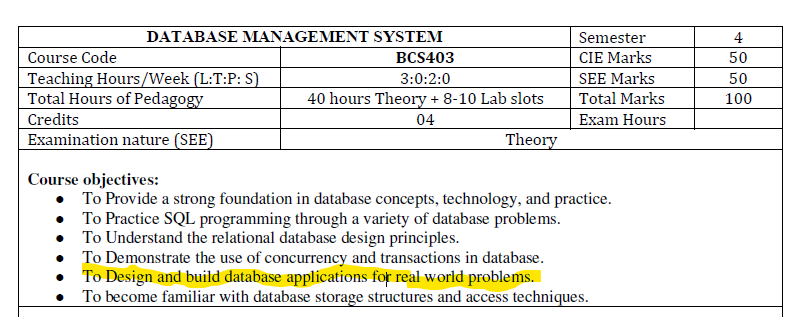 DATABASE MANAGEMENT SYSTEM Semester 4
Course Code BCS403 CIE Marks 50
Teaching Hours/Week (L:T:P: S) 3:0:2:0 SEE Marks 50
Total Hours of Pedagogy 40 hours Theory + 8-10 Lab slots Total Marks 100
Credits 04 Exam Hours
Examination nature (SEE) Theory
Course objectives:
● To Provide a strong foundation in database concepts, technology, and practice.
● To Practice SQL programming through a variety of database problems.
● To Understand the relational database design principles.
● To Demonstrate the use of concurrency and transactions in database.
● To Design and build database applications for real world problems.
● To become familiar with database storage structures and access techniques.